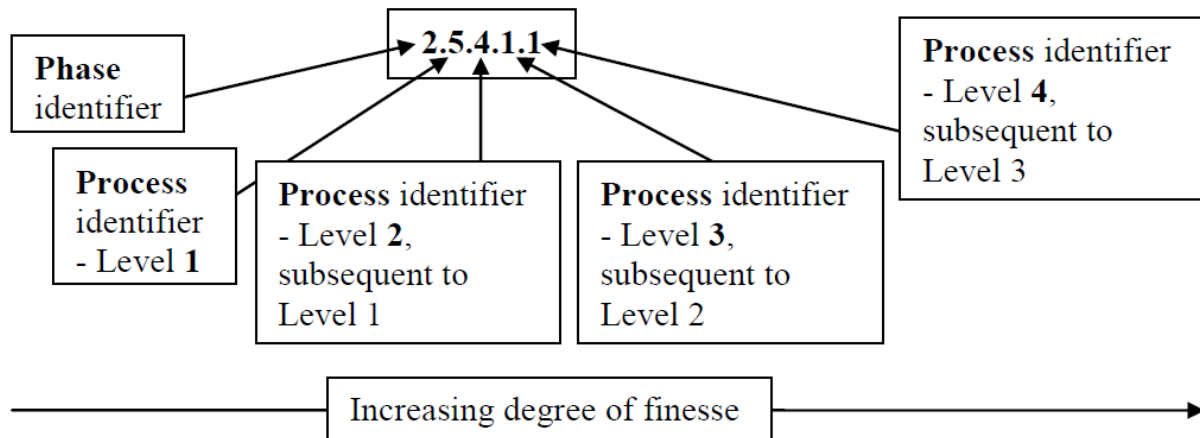 2.5.4.1.1
Phase
identifier
Process
identifier
- Level 1
Process identifier
- Level 2,
subsequent to
Level 1
Process identifier
- Level 3,
subsequent to
Level 2
Process identifier
- Level 4,
subsequent to
Level 3
Increasing degree of finesse